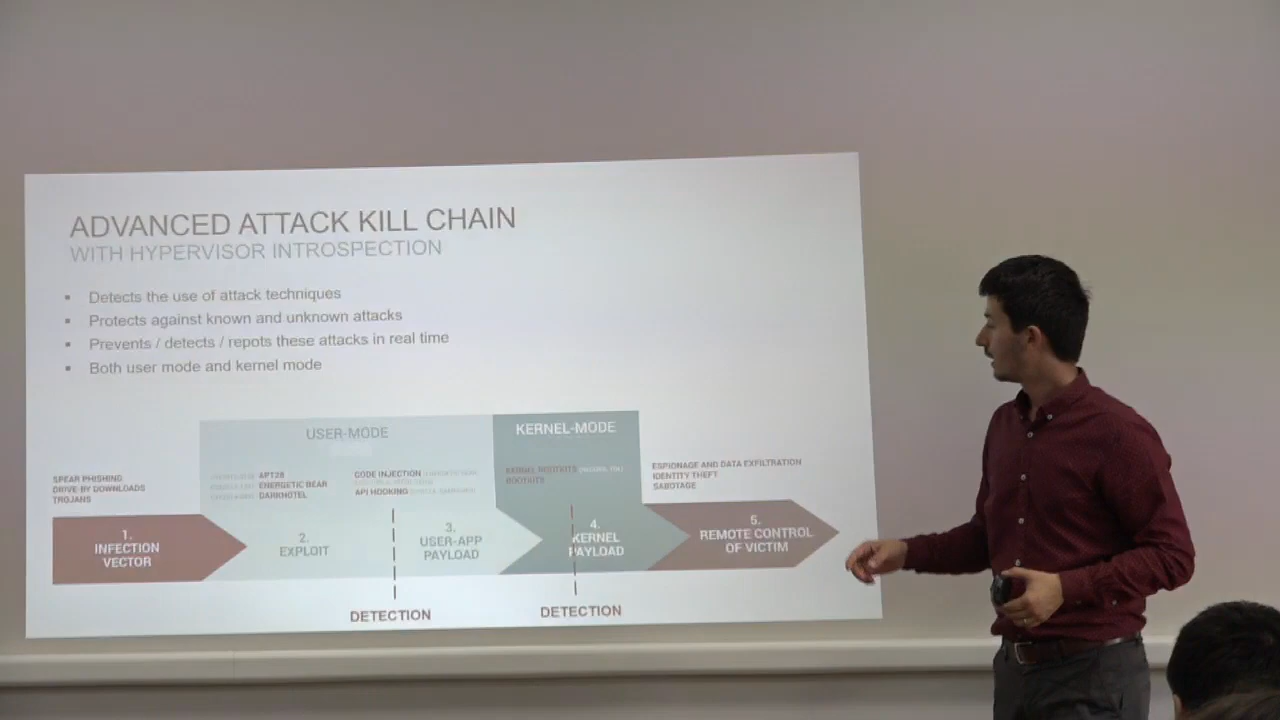 ADVANCED ATTACK KILL CHAIN
WITH HYPERVISOR INTROSPECTION
▪ Detects the use of attack techniques
▪ Protects against known and unknown attacks
▪ Prevents / detects / repots these attacks in real time
▪ Both user mode and kernel mode
USER-MODE
KERNEL-MODE
SPEAR PHISHING
DRIVE-BY DOWNLOADS
TROJANS
APT28
ENERGETIC BEAR
DARKHOTEL
CODE INJECTION
API HOOKING
KERNEL ROOTKITS
BOOTKITS
ESPIONAGE AND DATA EXFILTRATION
IDENTITY THEFT
SABOTAGE
1.
INFECTION
VECTOR
2.
EXPLOIT
3.
USER-APP
PAYLOAD
4.
KERNEL
PAYLOAD
5.
REMOTE CONTROL
OF VICTIM
DETECTION
DETECTION